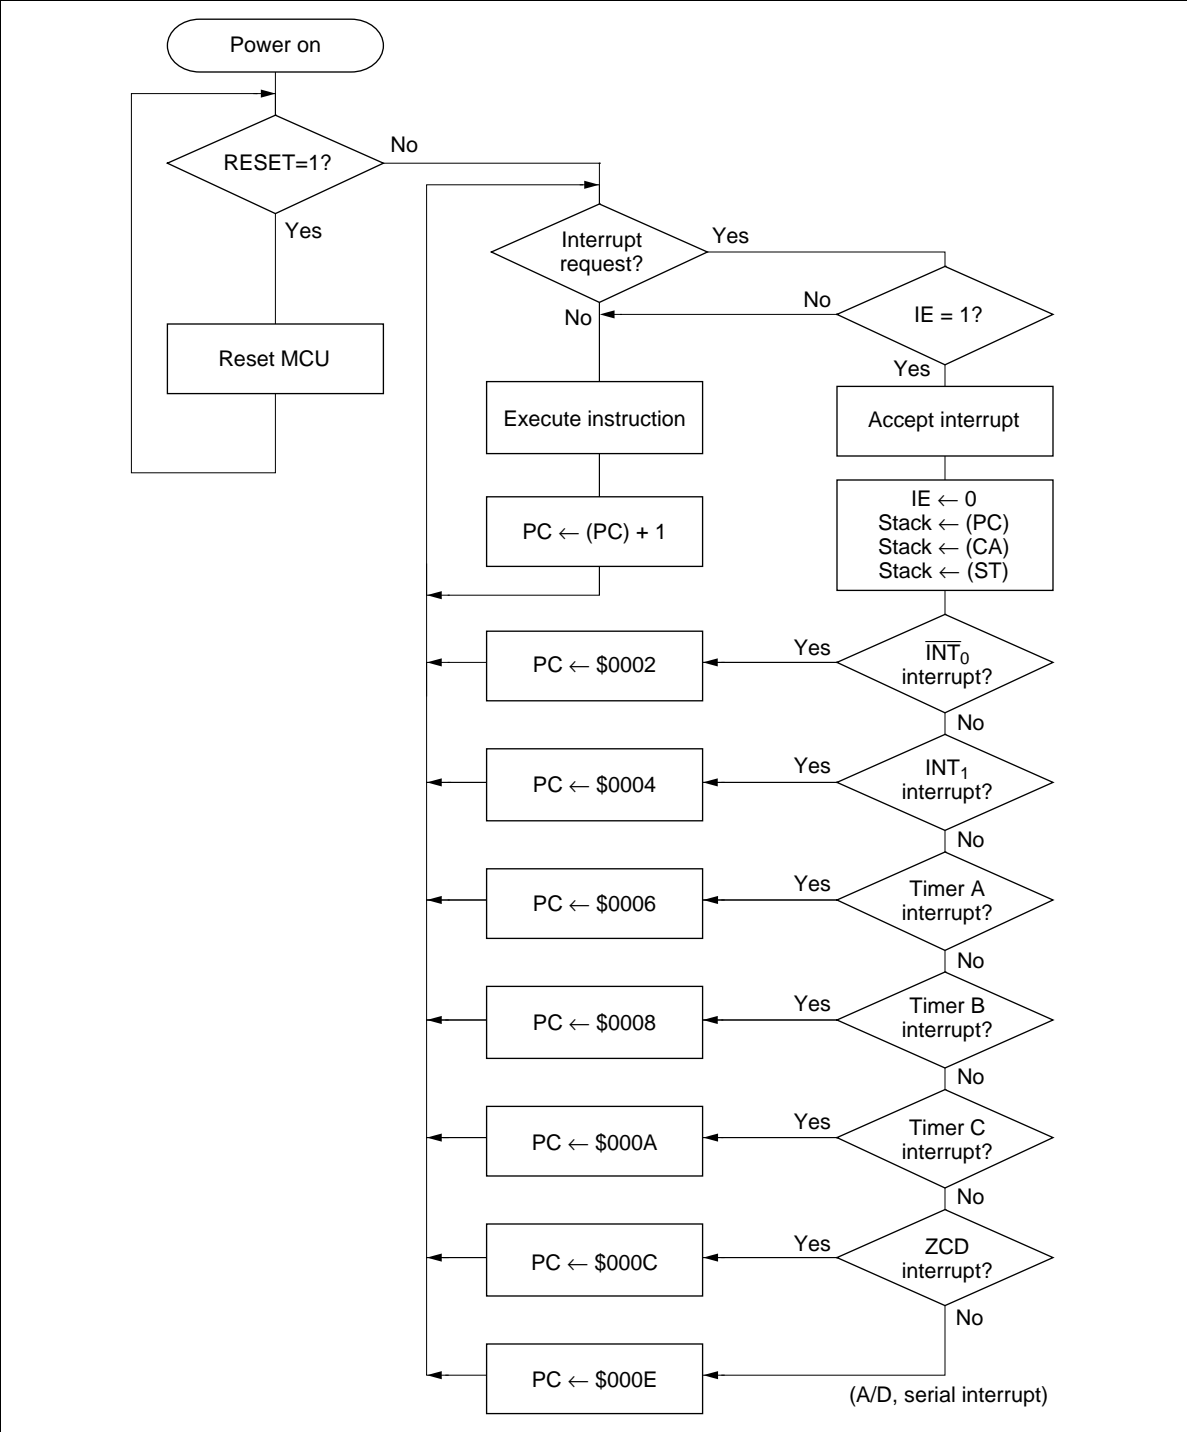 Power on
RESET=1?
No
Yes
Reset MCU
Interrupt
request?
Yes
No
IE = 1?
No
Yes
Execute instruction
Accept interrupt
PC ← (PC) + 1
IE ← 0
Stack ← (PC)
Stack ← (CA)
Stack ← (ST)
PC ← $0002
Yes
I̅N̅T̅0
interrupt?
No
PC ← $0004
Yes
INT1
interrupt?
No
PC ← $0006
Yes
Timer A
interrupt?
No
PC ← $0008
Yes
Timer B
interrupt?
No
PC ← $000A
Yes
Timer C
interrupt?
No
PC ← $000C
Yes
ZCD
interrupt?
No
PC ← $000E
(A/D, serial interrupt)